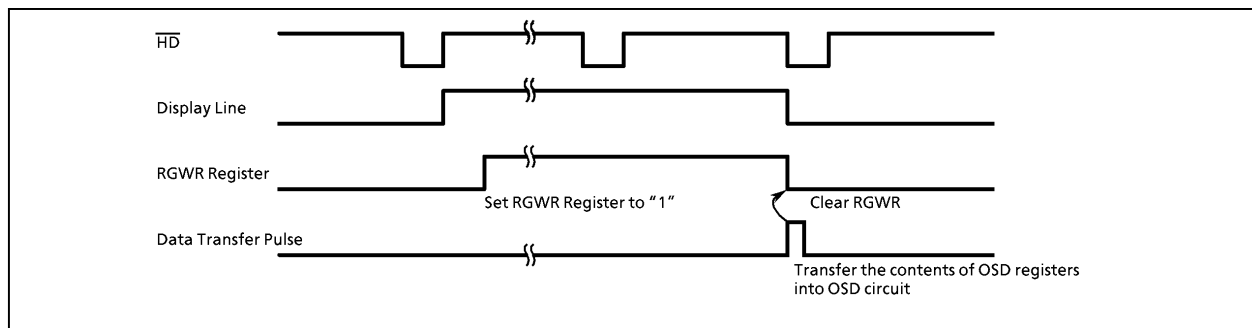 HD
Display Line
RGWR Register
Set RGWR Register to “1”
Clear RGWR
Data Transfer Pulse
Transfer the contents of OSD registers
into OSD circuit